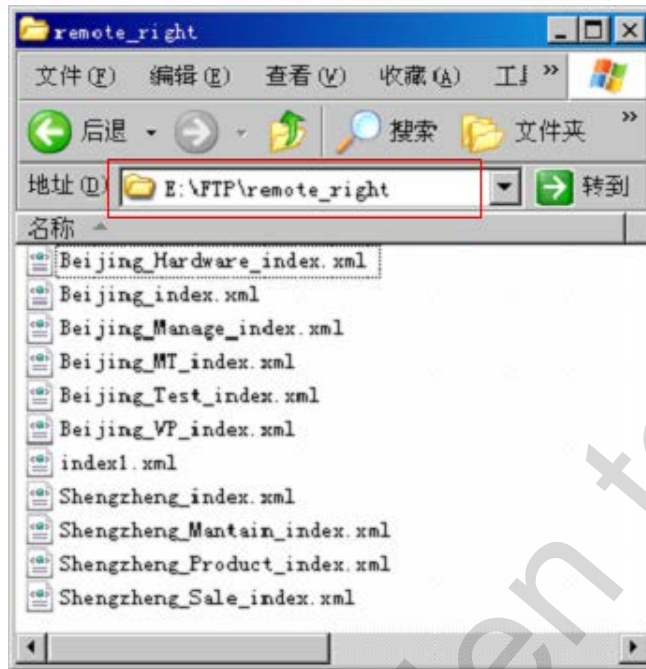 remote_right
文件(F) 编辑(E) 查看(V) 收藏(A) 工具 »
后退 搜索 文件夹 »
地址(D) E:\FTP\remote_right 转到
名称
Beijing_Hardware_index.xml
Beijing_index.xml
Beijing_Manage_index.xml
Beijing_MT_index.xml
Beijing_Test_index.xml
Beijing_VP_index.xml
index1.xml
Shengzheng_index.xml
Shengzheng_Mantain_index.xml
Shengzheng_Product_index.xml
Shengzheng_Sale_index.xml